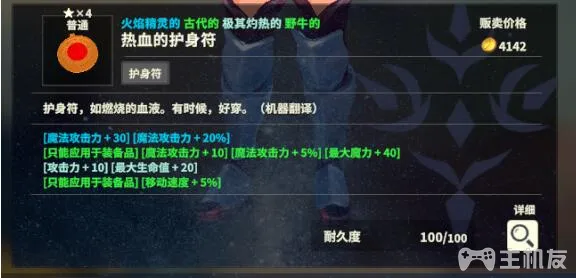 ★×4
普通
火焰精灵的 古代的 极其灼热的 野牛的
热血的护身符
护身符
贩卖价格
4142
护身符，如燃烧的血液。有时候，好穿。（机器翻译）
[魔法攻击力＋30] [魔法攻击力＋20%]
[只能应用于装备品] [魔法攻击力＋10] [魔法攻击力＋5%] [最大魔力＋40]
[攻击力＋10] [最大生命值＋20]
[只能应用于装备品] [移动速度＋5%]
耐久度 100/100
详细
主机友